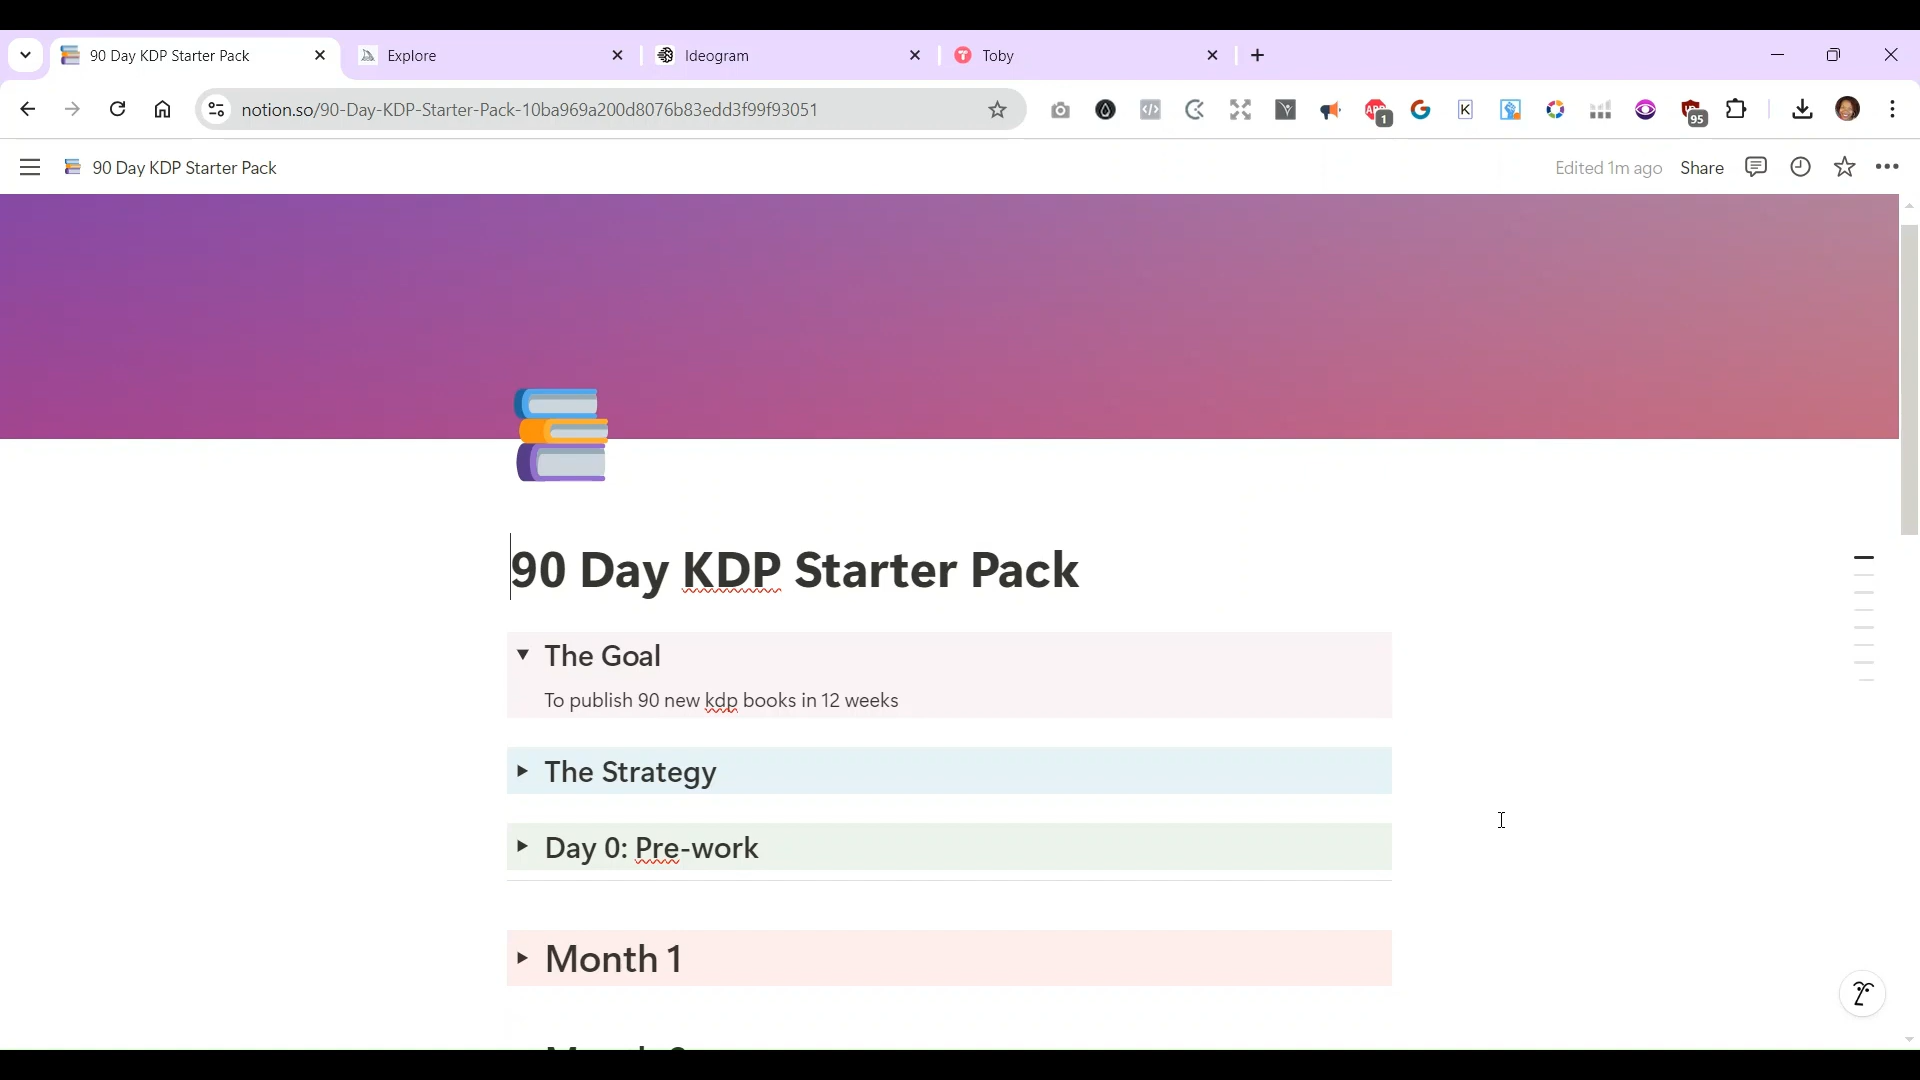 90 Day KDP Starter Pack
Explore
Ideogram
Toby
notion.so/90-Day-KDP-Starter-Pack-10ba969a200d8076b83edd3f99f93051
1
95
90 Day KDP Starter Pack
Edited 1m ago
Share
90 Day KDP Starter Pack
The Goal
To publish 90 new kdp books in 12 weeks
The Strategy
Day 0: Pre-work
Month 1